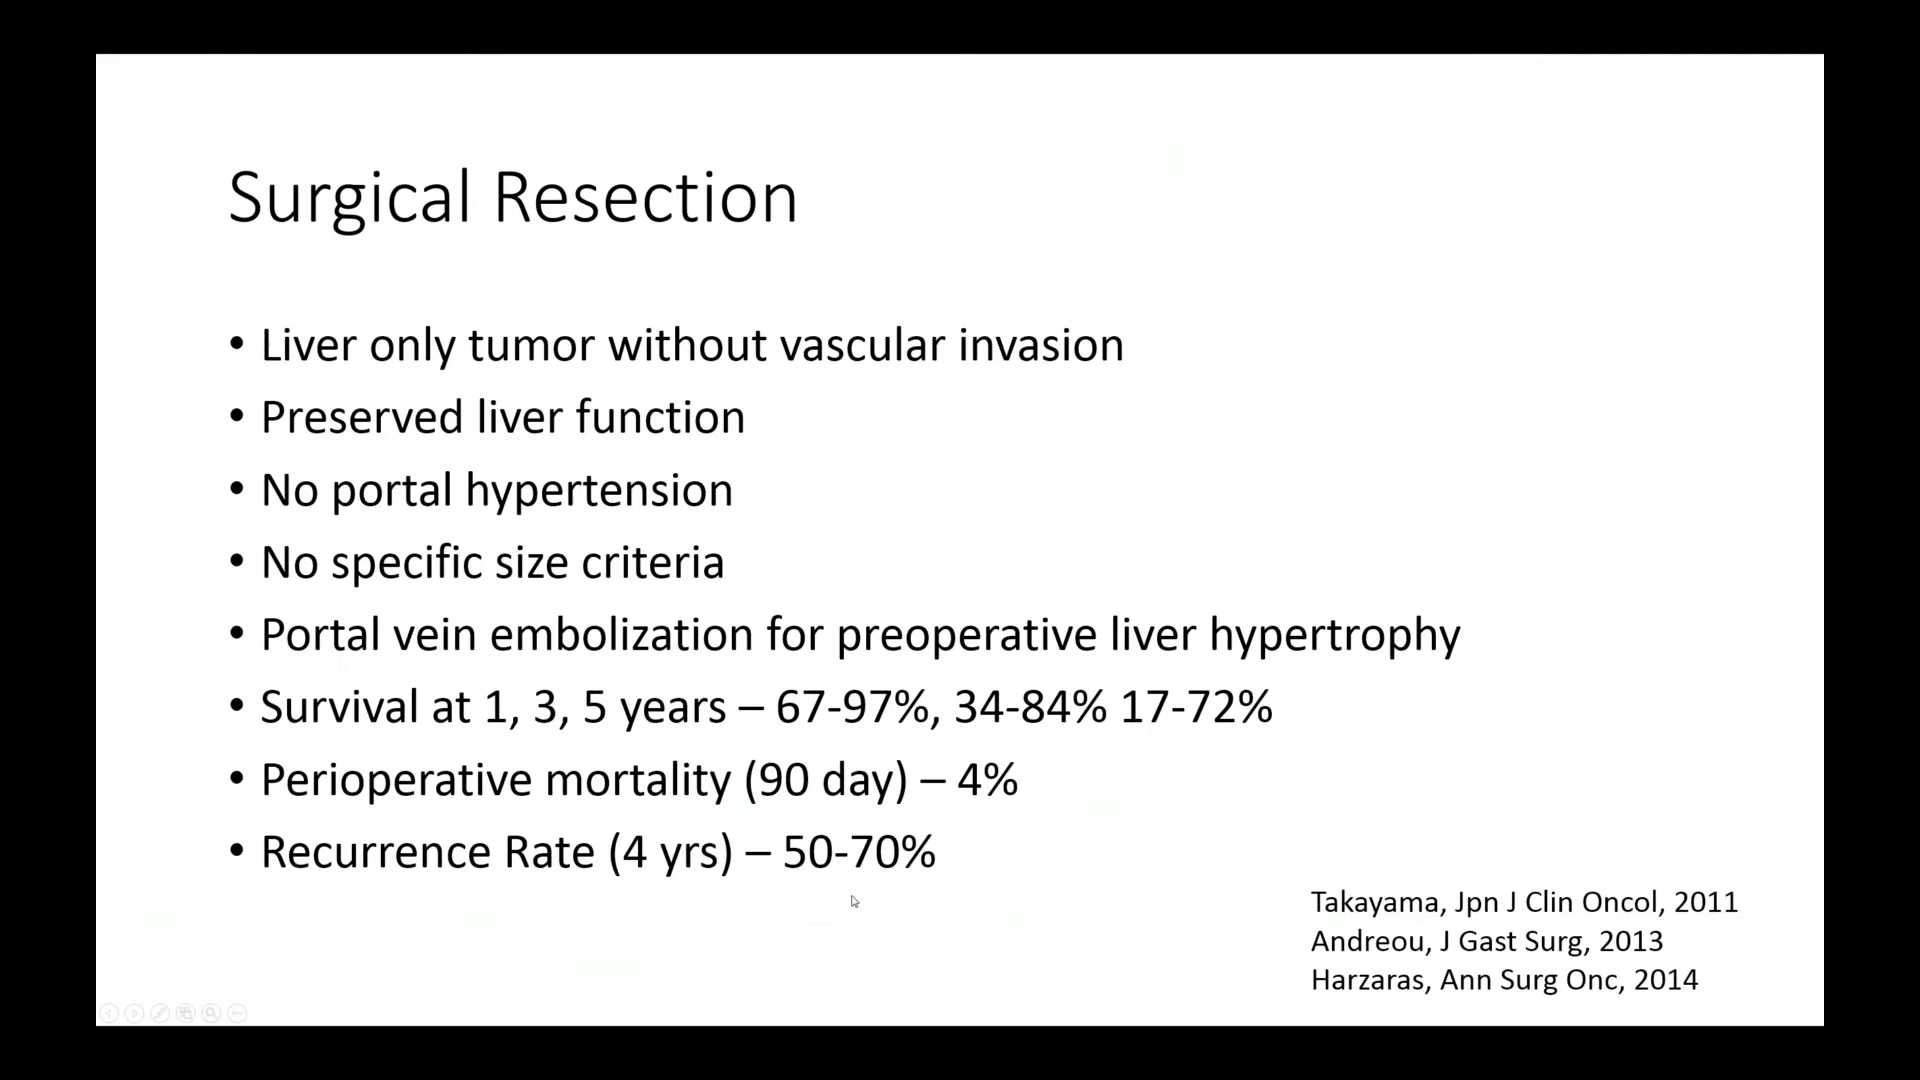 Surgical Resection
• Liver only tumor without vascular invasion
• Preserved liver function
• No portal hypertension
• No specific size criteria
• Portal vein embolization for preoperative liver hypertrophy
• Survival at 1, 3, 5 years – 67-97%, 34-84% 17-72%
• Perioperative mortality (90 day) – 4%
• Recurrence Rate (4 yrs) – 50-70%
Takayama, Jpn J Clin Oncol, 2011
Andreou, J Gast Surg, 2013
Harzaras, Ann Surg Onc, 2014